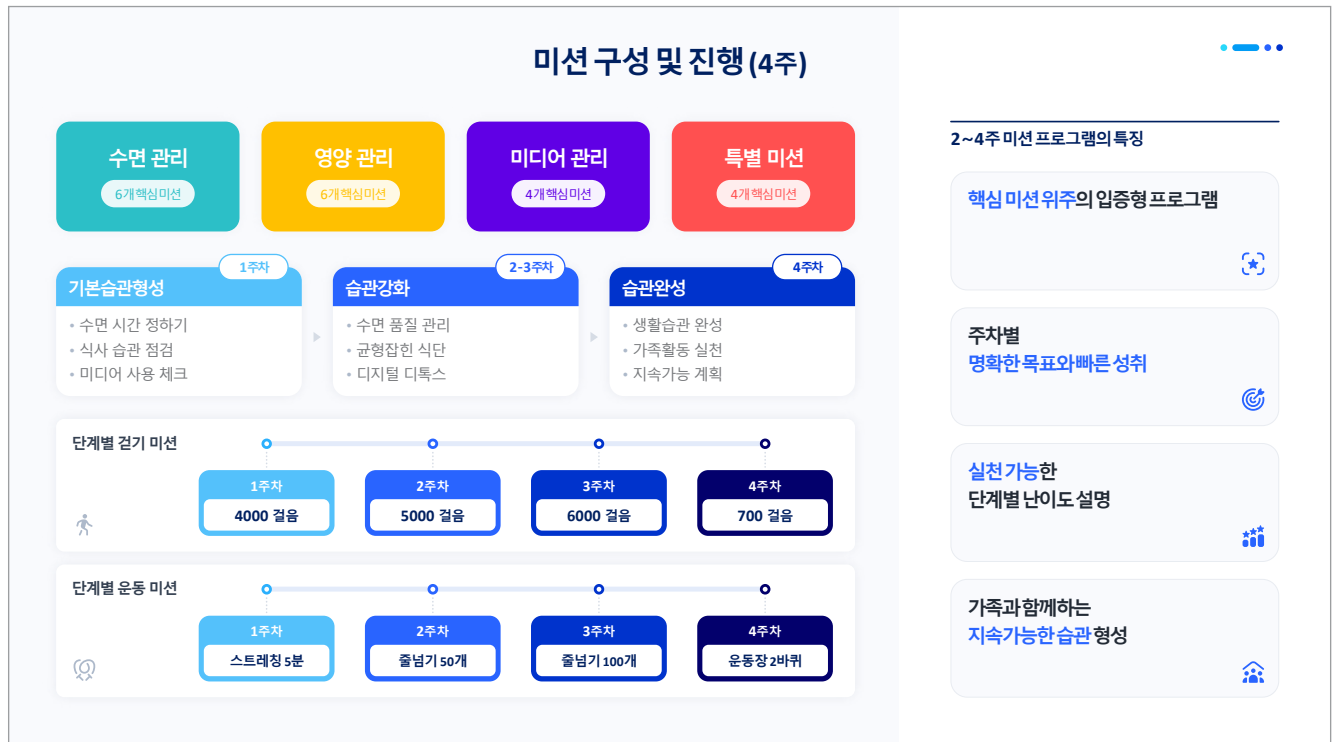 미션 구성 및 진행 (4주)
수면 관리
6개핵심미션
영양 관리
6개핵심미션
미디어 관리
4개핵심미션
특별 미션
4개핵심미션
1주차
기본습관형성
• 수면 시간 정하기
• 식사 습관 점검
• 미디어 사용 체크
2-3주차
습관강화
• 수면 품질 관리
• 균형잡힌 식단
• 디지털 디톡스
4주차
습관완성
• 생활습관 완성
• 가족활동 실천
• 지속가능 계획
단계별 걷기 미션
1주차
4000 걸음
2주차
5000 걸음
3주차
6000 걸음
4주차
700 걸음
단계별 운동 미션
1주차
스트레칭 5분
2주차
줄넘기 50개
3주차
줄넘기 100개
4주차
운동장 2바퀴
2~4주 미션 프로그램의 특징
핵심 미션 위주의 입증형 프로그램
주차별
명확한 목표와 빠른 성취
실천 가능한
단계별 난이도 설명
가족과 함께하는
지속가능한 습관 형성